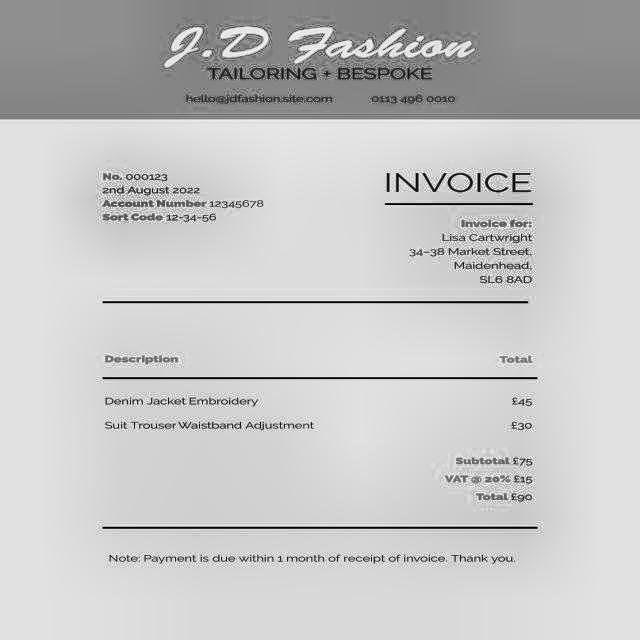 J.D Fashion
TAILORING + BESPOKE
hello@jdfashion.site.com 0113 496 0010
No. 000123
2nd August 2022
Account Number 12345678
Sort Code 12-34-56
INVOICE
Invoice for:
Lisa Cartwright
34-38 Market Street,
Maidenhead,
SL6 8AD
Description Total
Denim Jacket Embroidery £45
Suit Trouser Waistband Adjustment £30
Subtotal £75
VAT @ 20% £15
Total £90
Note: Payment is due within 1 month of receipt of invoice. Thank you.